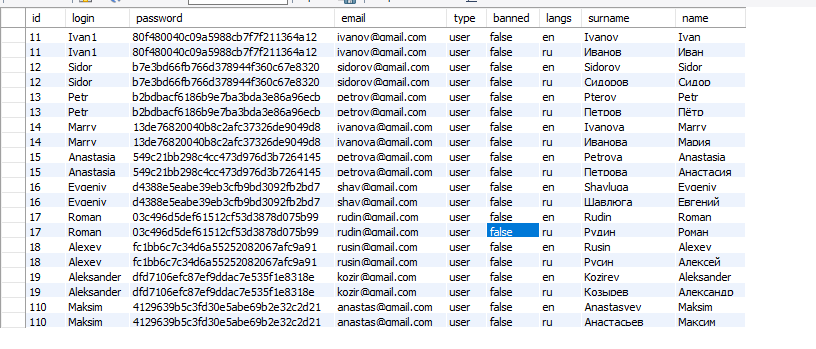 id login password email type banned langs surname name
11 Ivan1 80f480040c09a5988cb7f7f211364a12 ivanov@gmail.com user false en Ivanov Ivan
11 Ivan1 80f480040c09a5988cb7f7f211364a12 ivanov@gmail.com user false ru Иванов Иван
12 Sidor b7e3bd66fb766d378944f360c67e8320 sidorov@gmail.com user false en Sidorov Sidor
12 Sidor b7e3bd66fb766d378944f360c67e8320 sidorov@gmail.com user false ru Сидоров Сидор
13 Petr b2bdbacf6186b9e7ba3bda3e86a96ecb petrov@gmail.com user false en Pterov Petr
13 Petr b2bdbacf6186b9e7ba3bda3e86a96ecb petrov@gmail.com user false ru Петров Пётр
14 Marry 13de76820040b8c2afc37326de9049d8 ivanova@gmail.com user false en Ivanova Marry
14 Marry 13de76820040b8c2afc37326de9049d8 ivanova@gmail.com user false ru Иванова Мария
15 Anastasia 549c21bb298c4cc473d976d3b7264145 petrova@gmail.com user false en Petrova Anastasia
15 Anastasia 549c21bb298c4cc473d976d3b7264145 petrova@gmail.com user false ru Петрова Анастасия
16 Evgeniy d4388e5eabe39eb3cfb9bd3092fb2bd7 shav@gmail.com user false en Shavluga Evgeniy
16 Evgeniy d4388e5eabe39eb3cfb9bd3092fb2bd7 shav@gmail.com user false ru Шавлюга Евгений
17 Roman 03c496d5def61512cf53d3878d075b99 rudin@gmail.com user false en Rudin Roman
17 Roman 03c496d5def61512cf53d3878d075b99 rudin@gmail.com user false ru Рудин Роман
18 Alexey fc1bb6c7c34d6a55252082067afc9a91 rusin@gmail.com user false en Rusin Alexey
18 Alexey fc1bb6c7c34d6a55252082067afc9a91 rusin@gmail.com user false ru Русин Алексей
19 Aleksander dfd7106efc87ef9ddac7e535f1e8318e kozir@gmail.com user false en Kozirev Aleksander
19 Aleksander dfd7106efc87ef9ddac7e535f1e8318e kozir@gmail.com user false ru Козырев Александр
110 Maksim 4129639b5c3fd30e5abe69b2e32c2d21 anastas@gmail.com user false en Anastasyev Maksim
110 Maksim 4129639b5c3fd30e5abe69b2e32c2d21 anastas@gmail.com user false ru Анастасьев Максим